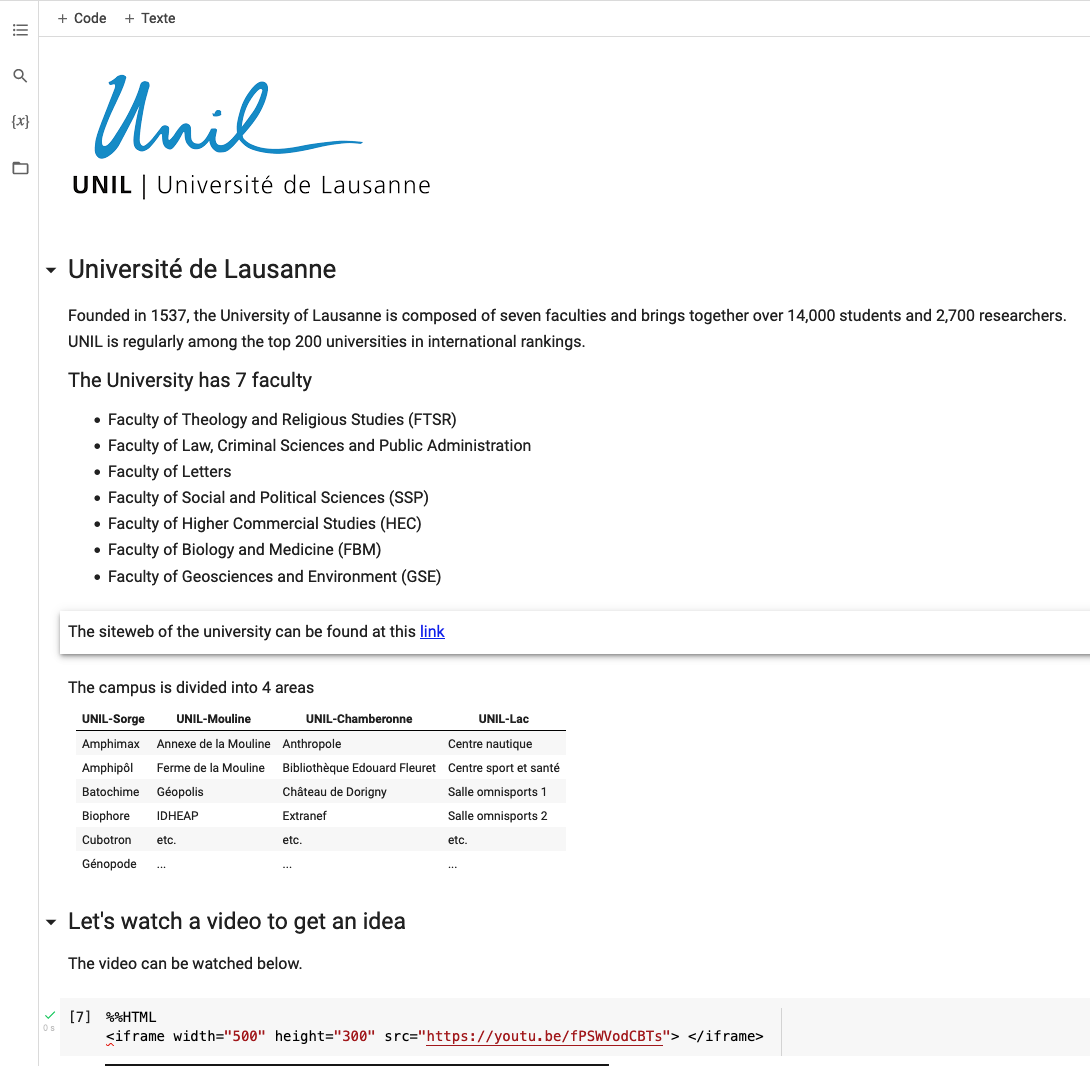 + Code + Texte
{x}
Unil
UNIL | Université de Lausanne
Université de Lausanne
Founded in 1537, the University of Lausanne is composed of seven faculties and brings together over 14,000 students and 2,700 researchers.
UNIL is regularly among the top 200 universities in international rankings.
The University has 7 faculty
• Faculty of Theology and Religious Studies (FTSR)
• Faculty of Law, Criminal Sciences and Public Administration
• Faculty of Letters
• Faculty of Social and Political Sciences (SSP)
• Faculty of Higher Commercial Studies (HEC)
• Faculty of Biology and Medicine (FBM)
• Faculty of Geosciences and Environment (GSE)
The siteweb of the university can be found at this link
The campus is divided into 4 areas
UNIL-Sorge UNIL-Mouline UNIL-Chamberonne UNIL-Lac
Amphimax Annexe de la Mouline Anthropole Centre nautique
Amphipôl Ferme de la Mouline Bibliothèque Edouard Fleuret Centre sport et santé
Batochime Géopolis Château de Dorigny Salle omnisports 1
Biophore IDHEAP Extranef Salle omnisports 2
Cubotron etc. etc. etc.
Génopode ... ... ...
Let's watch a video to get an idea
The video can be watched below.
[7] %%HTML
0 s <iframe width="500" height="300" src="https://youtu.be/fPSWVodCBTs"> </iframe>